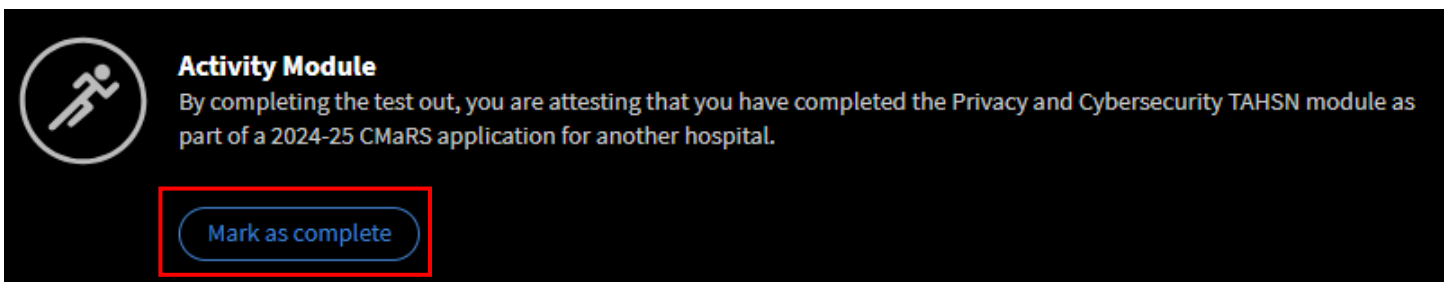 Activity Module
By completing the test out, you are attesting that you have completed the Privacy and Cybersecurity TAHSN module as
part of a 2024-25 CMaRS application for another hospital.
Mark as complete